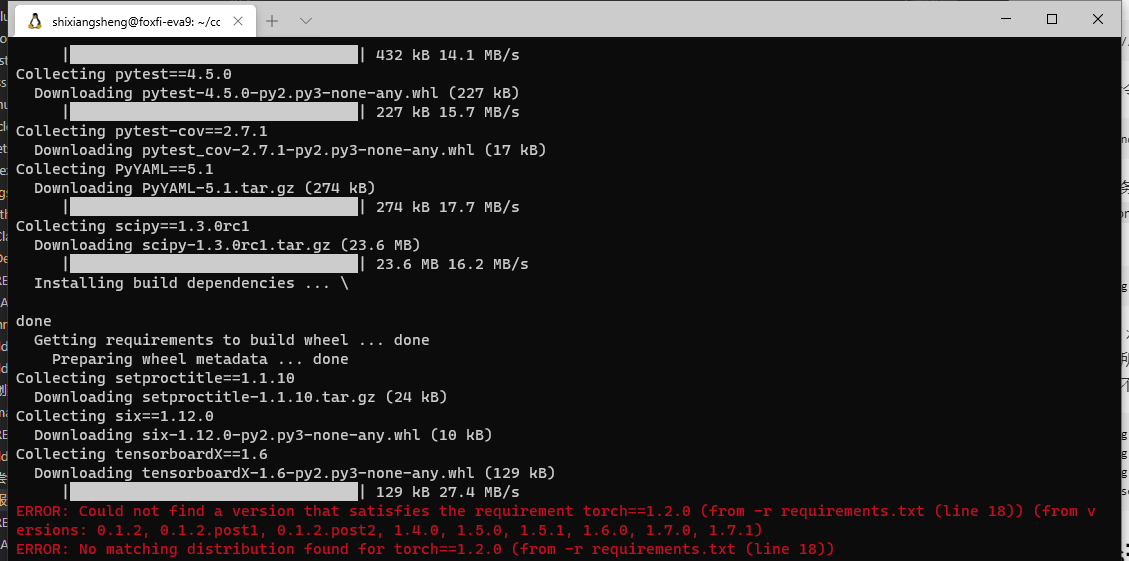 shixiangsheng@foxfi-eva9: ~/cc
| | 432 kB 14.1 MB/s
Collecting pytest==4.5.0
Downloading pytest-4.5.0-py2.py3-none-any.whl (227 kB)
| | 227 kB 15.7 MB/s
Collecting pytest-cov==2.7.1
Downloading pytest_cov-2.7.1-py2.py3-none-any.whl (17 kB)
Collecting PyYAML==5.1
Downloading PyYAML-5.1.tar.gz (274 kB)
| | 274 kB 17.7 MB/s
Collecting scipy==1.3.0rc1
Downloading scipy-1.3.0rc1.tar.gz (23.6 MB)
| | 23.6 MB 16.2 MB/s
Installing build dependencies ... \
done
Getting requirements to build wheel ... done
Preparing wheel metadata ... done
Collecting setproctitle==1.1.10
Downloading setproctitle-1.1.10.tar.gz (24 kB)
Collecting six==1.12.0
Downloading six-1.12.0-py2.py3-none-any.whl (10 kB)
Collecting tensorboardX==1.6
Downloading tensorboardX-1.6-py2.py3-none-any.whl (129 kB)
| | 129 kB 27.4 MB/s
ERROR: Could not find a version that satisfies the requirement torch==1.2.0 (from -r requirements.txt (line 18)) (from v
ersions: 0.1.2, 0.1.2.post1, 0.1.2.post2, 1.4.0, 1.5.0, 1.5.1, 1.6.0, 1.7.0, 1.7.1)
ERROR: No matching distribution found for torch==1.2.0 (from -r requirements.txt (line 18))